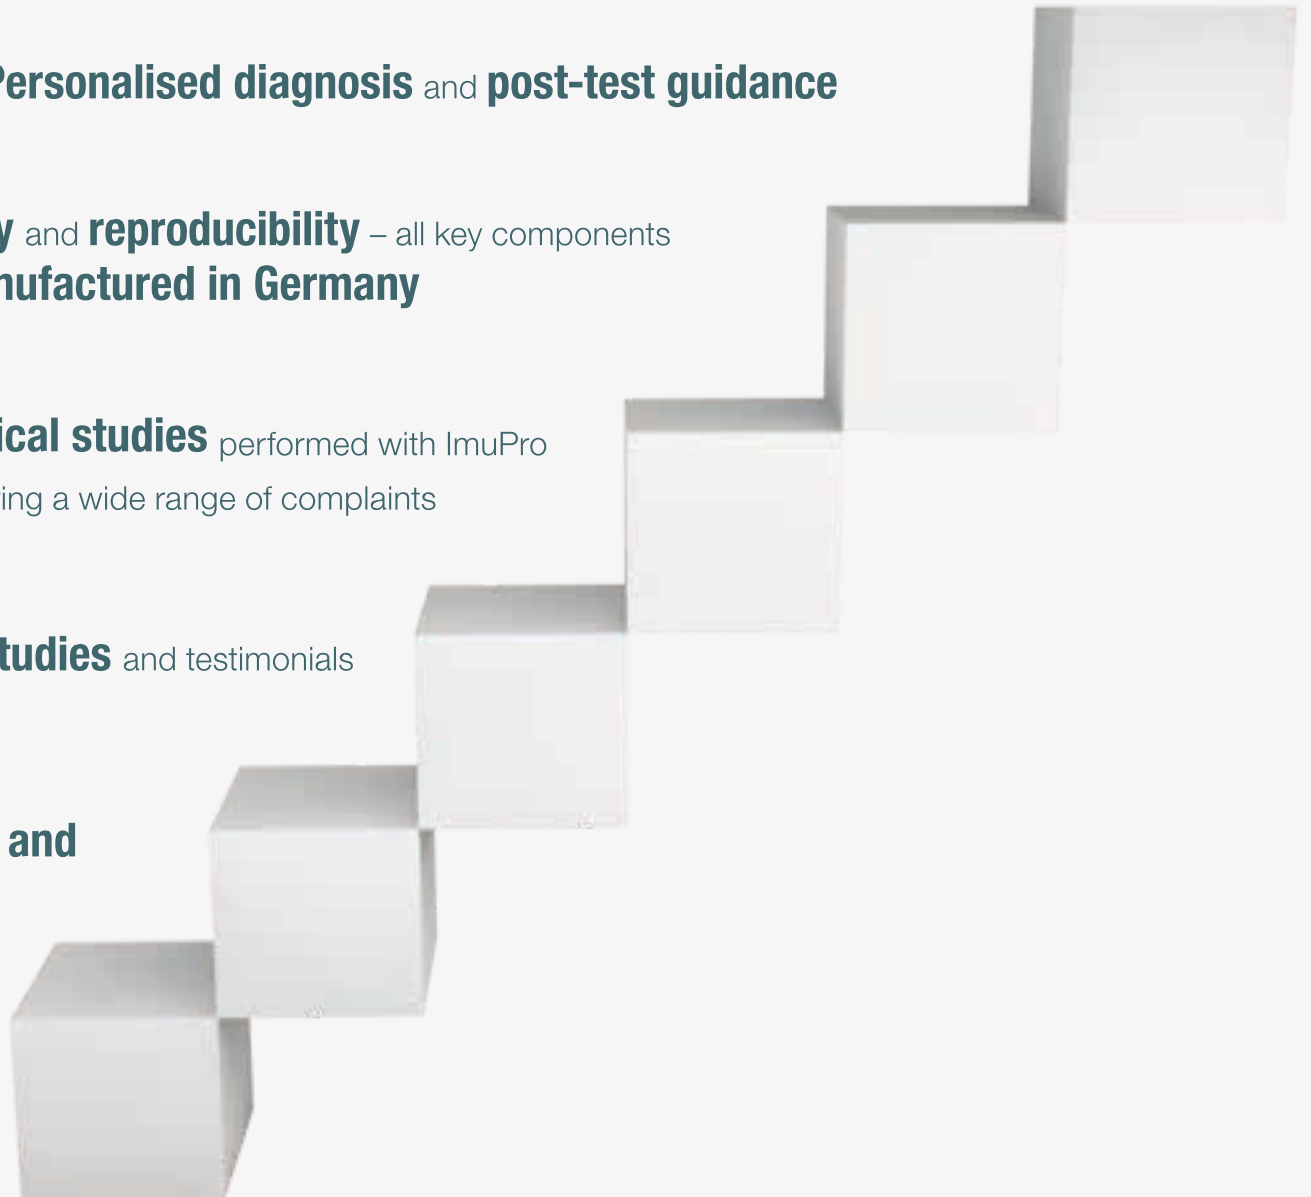 Personalised diagnosis and post-test guidance
y and reproducibility – all key components
nufactured in Germany
ical studies performed with ImuPro
ing a wide range of complaints
tudies and testimonials
and